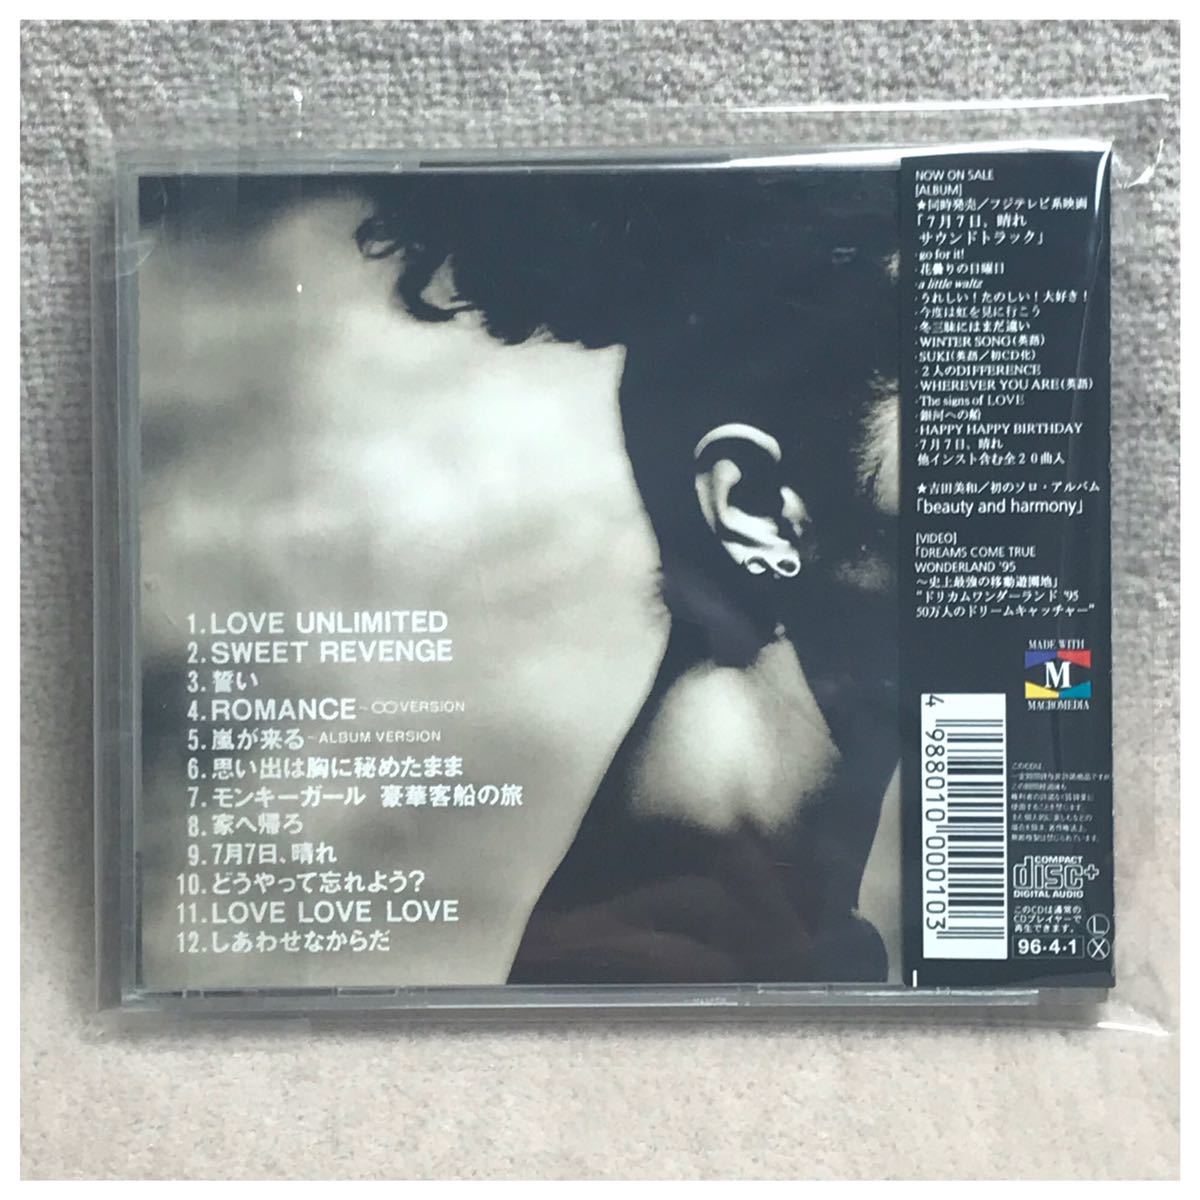 1.LOVE UNLIMITED
2.SWEET REVENGE
3.誓い
4.ROMANCE～∞VERSION
5.嵐が来る～ALBUM VERSION
6.思い出は胸に秘めたまま
7.モンキーガール 豪華客船の旅
8.家へ帰ろ
9.7月7日、晴れ
10.どうやって忘れよう?
11.LOVE LOVE LOVE
12.しあわせなからだ
NOW ON SALE
[ALBUM]
★同時発売／フジテレビ系映画
「7月7日、晴れ
サウンドトラック」
・go for it!
・花曇りの日曜日
・a little waltz
・うれしい！たのしい！大好き！
・今度は虹を見に行こう
・冬三昧にはまだ遠い
・WINTER SONG(英語)
・SUKI(英語／初CD化)
・2人のDIFFERENCE
・WHEREVER YOU ARE(英語)
・The signs of LOVE
・銀河への船
・HAPPY HAPPY BIRTHDAY
・7月7日、晴れ
他インスト含む全20曲入
★吉田美和／初のソロ・アルバム
「beauty and harmony」
[VIDEO]
「DREAMS COME TRUE
WONDERLAND '95
～史上最強の移動遊園地」
"ドリカムワンダーランド '95
50万人のドリームキャッチャー"
MADE WITH
M
MACROMEDIA
4 988010 000103
このCDは、
COMPACT
disc+
DIGITAL AUDIO
このCDは通常の
CDプレイヤーで
再生できます。
L
X
96・4・1